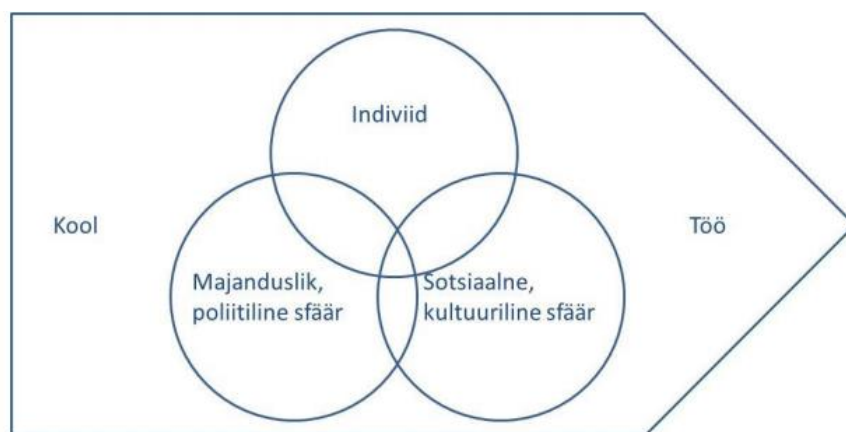 Indiviid
Kool
Töö
Majanduslik,
poliitiline sfäär
Sotsiaalne,
kultuuriline sfäär